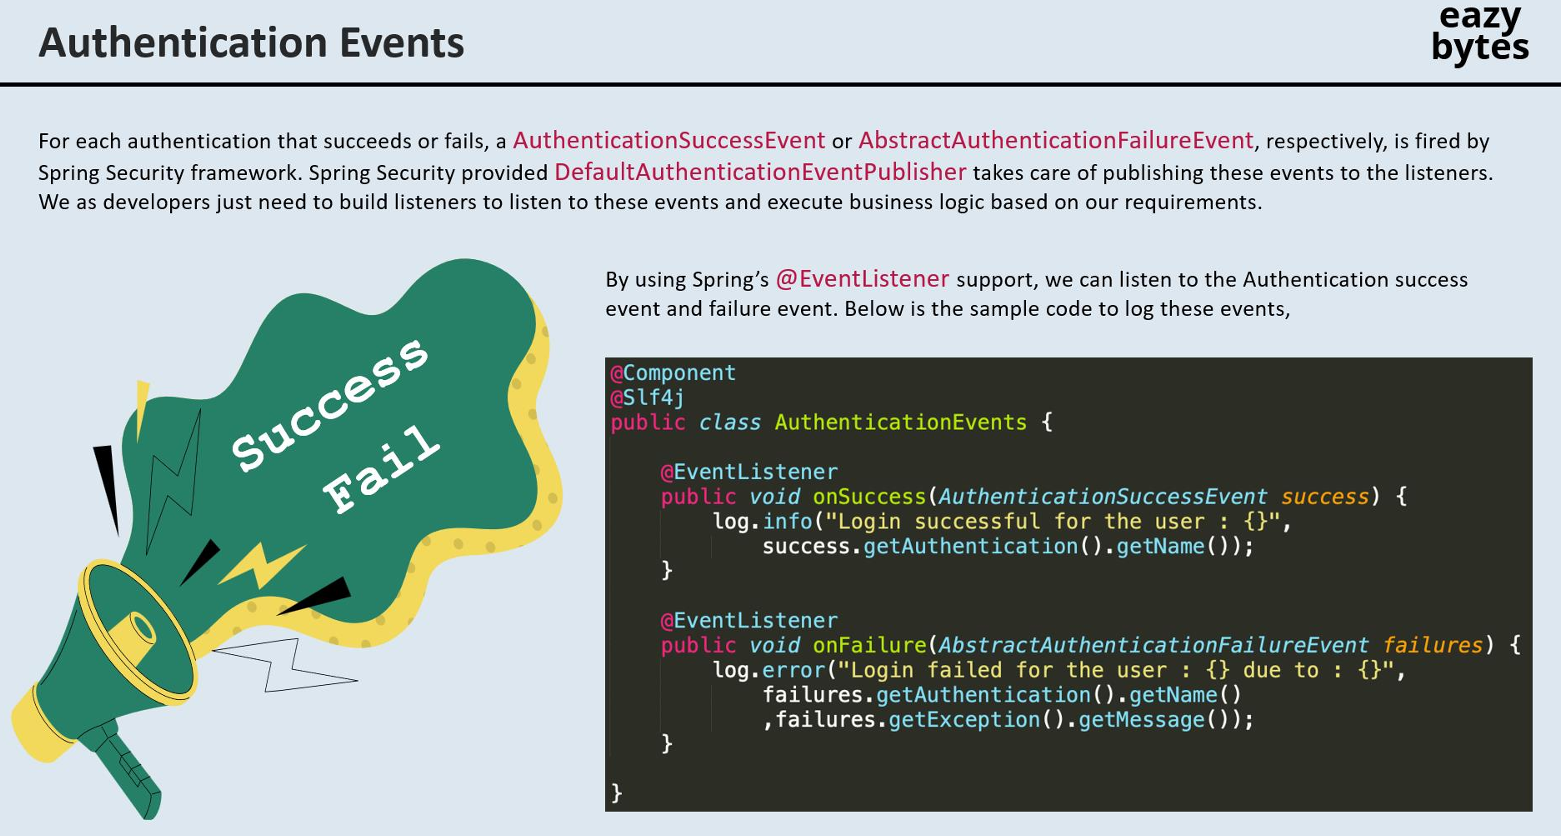 Authentication Events
eazy
bytes
For each authentication that succeeds or fails, a AuthenticationSuccessEvent or AbstractAuthenticationFailureEvent, respectively, is fired by
Spring Security framework. Spring Security provided DefaultAuthenticationEventPublisher takes care of publishing these events to the listeners.
We as developers just need to build listeners to listen to these events and execute business logic based on our requirements.
Success
Fail
By using Spring’s @EventListener support, we can listen to the Authentication success
event and failure event. Below is the sample code to log these events,
@Component
@Slf4j
public class AuthenticationEvents {
@EventListener
public void onSuccess(AuthenticationSuccessEvent success) {
log.info("Login successful for the user : {}",
success.getAuthentication().getName());
}
@EventListener
public void onFailure(AbstractAuthenticationFailureEvent failures) {
log.error("Login failed for the user : {} due to : {}",
failures.getAuthentication().getName()
,failures.getException().getMessage());
}
}